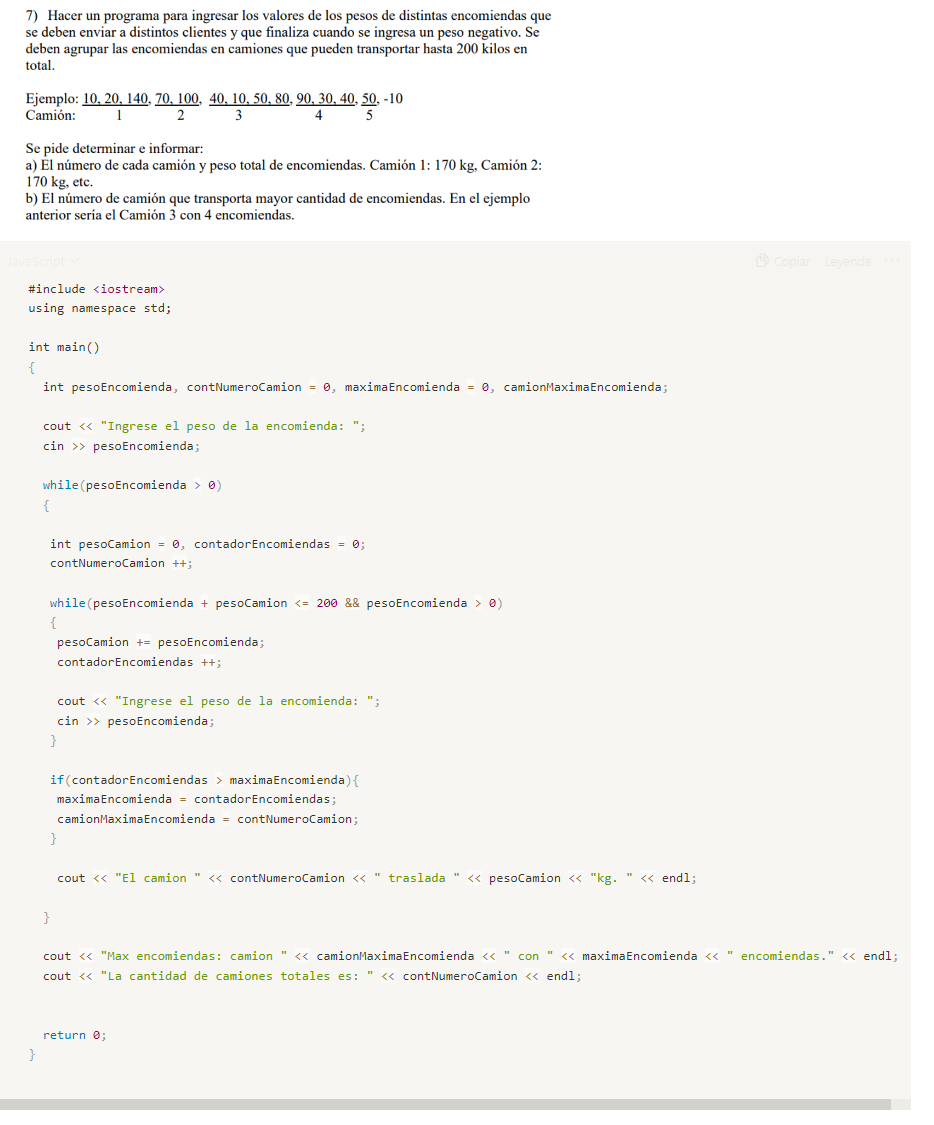 7) Hacer un programa para ingresar los valores de los pesos de distintas encomiendas que
se deben enviar a distintos clientes y que finaliza cuando se ingresa un peso negativo. Se
deben agrupar las encomiendas en camiones que pueden transportar hasta 200 kilos en
total.
Ejemplo: 10, 20, 140, 70, 100, 40, 10, 50, 80, 90, 30, 40, 50, -10
Camión: 1 2 3 4 5
Se pide determinar e informar:
a) El número de cada camión y peso total de encomiendas. Camión 1: 170 kg, Camión 2:
170 kg, etc.
b) El número de camión que transporta mayor cantidad de encomiendas. En el ejemplo
anterior sería el Camión 3 con 4 encomiendas.
JavaScript Copiar Leyenda ···
#include <iostream>
using namespace std;
int main()
{
int pesoEncomienda, contNumeroCamion = 0, maximaEncomienda = 0, camionMaximaEncomienda;
cout << "Ingrese el peso de la encomienda: ";
cin >> pesoEncomienda;
while(pesoEncomienda > 0)
{
int pesoCamion = 0, contadorEncomiendas = 0;
contNumeroCamion ++;
while(pesoEncomienda + pesoCamion <= 200 && pesoEncomienda > 0)
{
pesoCamion += pesoEncomienda;
contadorEncomiendas ++;
cout << "Ingrese el peso de la encomienda: ";
cin >> pesoEncomienda;
}
if(contadorEncomiendas > maximaEncomienda){
maximaEncomienda = contadorEncomiendas;
camionMaximaEncomienda = contNumeroCamion;
}
cout << "El camion " << contNumeroCamion << " traslada " << pesoCamion << "kg. " << endl;
}
cout << "Max encomiendas: camion " << camionMaximaEncomienda << " con " << maximaEncomienda << " encomiendas." << endl;
cout << "La cantidad de camiones totales es: " << contNumeroCamion << endl;
return 0;
}